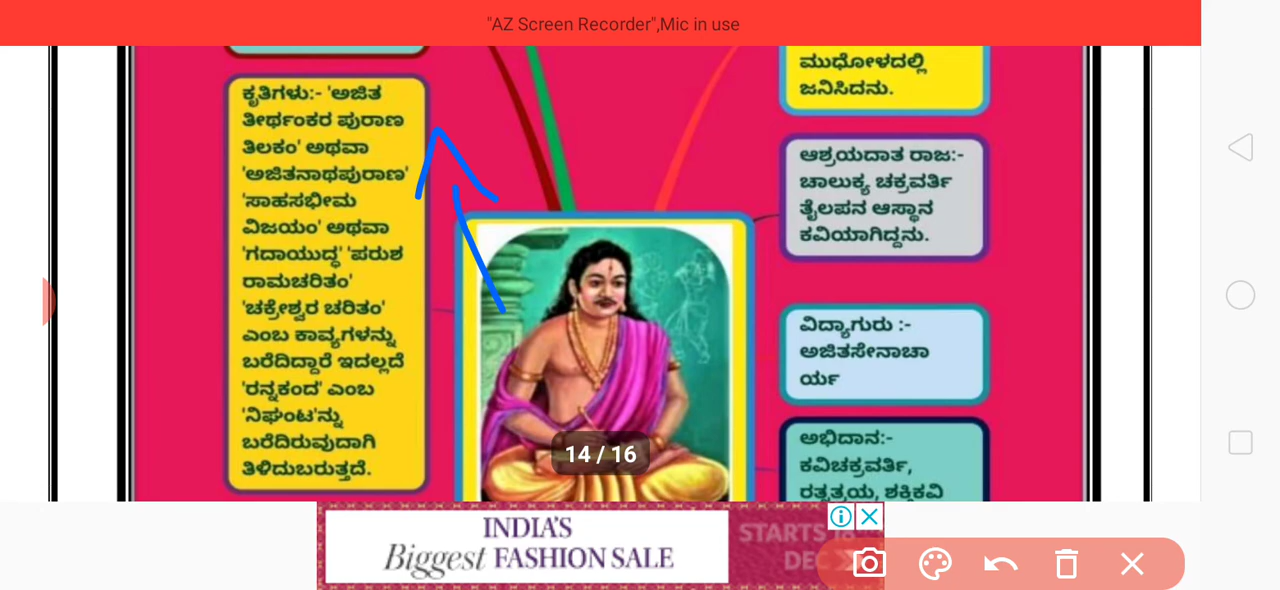 "AZ Screen Recorder",Mic in use
ಕೃತಿಗಳು:- 'ಅಜಿತ
ತೀರ್ಥಂಕರ ಪುರಾಣ
ತಿಲಕಂ' ಅಥವಾ
'ಅಜಿತನಾಥಪುರಾಣ'
'ಸಾಹಸಭೀಮ
ವಿಜಯಂ' ಅಥವಾ
'ಗದಾಯುದ್ಧ' 'ಪರುಶ
ರಾಮಚರಿತಂ'
'ಚಕ್ರೇಶ್ವರ ಚರಿತಂ'
ಎಂಬ ಕಾವ್ಯಗಳನ್ನು
ಬರೆದಿದ್ದಾರೆ ಇದಲ್ಲದೆ
'ರನ್ನಕಂದ' ಎಂಬ
'ನಿಘಂಟ'ನ್ನು
ಬರೆದಿರುವುದಾಗಿ
ತಿಳಿದುಬರುತ್ತದೆ.
ಮುಧೋಳದಲ್ಲಿ
ಜನಿಸಿದನು.
ಆಶ್ರಯದಾತ ರಾಜ:-
ಚಾಲುಕ್ಯ ಚಕ್ರವರ್ತಿ
ತೈಲಪನ ಆಸ್ಥಾನ
ಕವಿಯಾಗಿದ್ದನು.
ವಿದ್ಯಾಗುರು :-
ಅಜಿತಸೇನಾಚಾ
ರ್ಯ
ಅಭಿದಾನ:-
ಕವಿಚಕ್ರವರ್ತಿ,
ರತ್ನತ್ರಯ, ಶಕ್ತಿಕವಿ
14 / 16
INDIA'S
Biggest FASHION SALE
STARTS
DEC